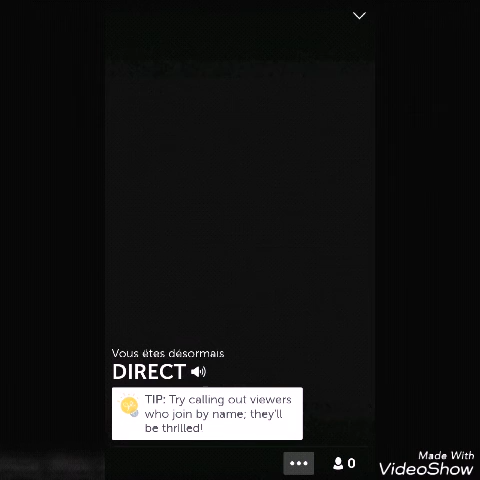 Vous êtes désormais
DIRECT
TIP: Try calling out viewers
who join by name; they'll
be thrilled!
0
Made With
VideoShow